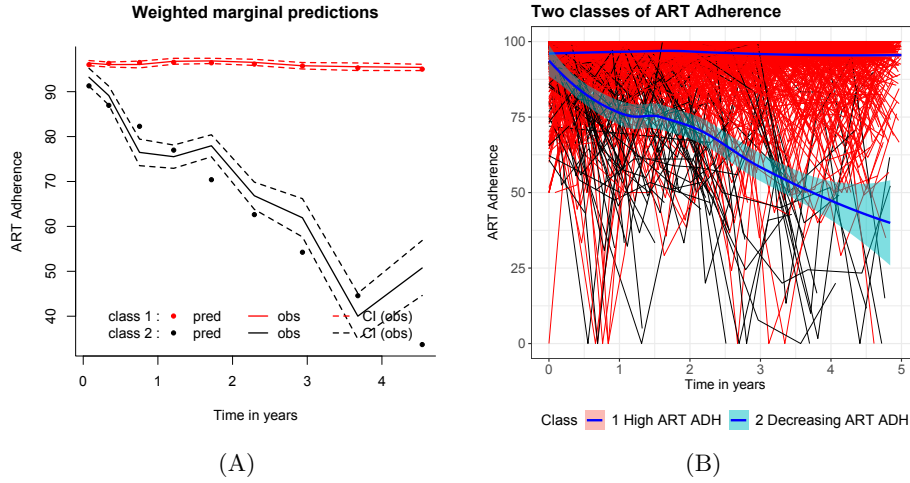 Weighted marginal predictions
ART Adherence
90
80
70
60
50
40
class 1 : pred obs CI (obs)
class 2 : pred obs CI (obs)
0 1 2 3 4
Time in years
(A)
Two classes of ART Adherence
ART Adherence
100
75
50
25
0
0 1 2 3 4 5
Time in years
Class 1 High ART ADH 2 Decreasing ART ADH
(B)